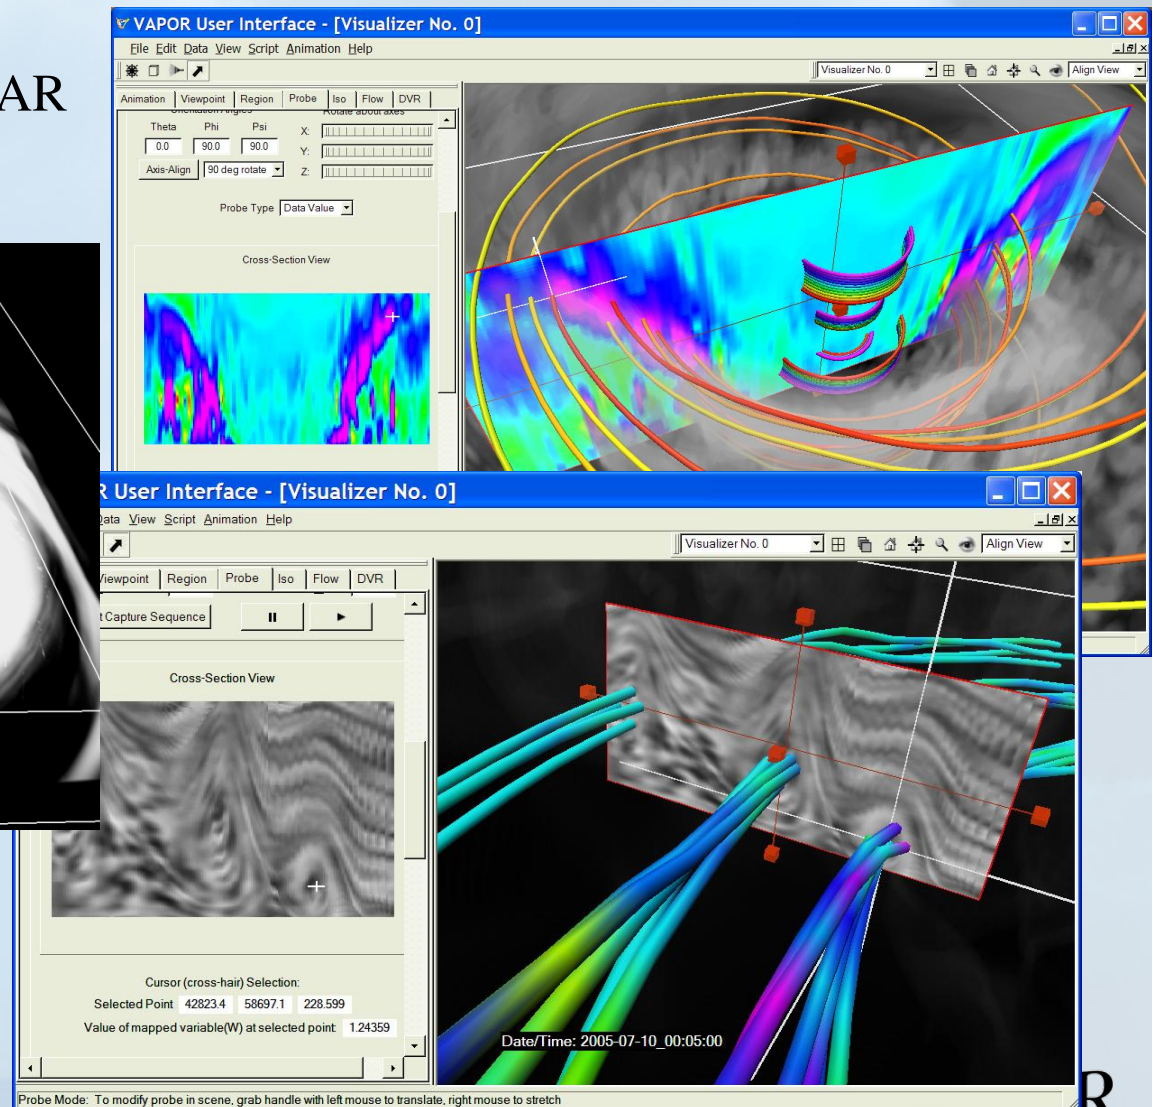 AR
VAPOR User Interface - [Visualizer No. 0]
File Edit Data View Script Animation Help
Visualizer No. 0 Align View
Animation Viewpoint Region Probe Iso Flow DVR
Orientation Angles Rotate about axes
Theta Phi Psi X:
0.0 90.0 90.0 Y:
Axis-Align 90 deg rotate Z:
Probe Type Data Value
Cross-Section View
R User Interface - [Visualizer No. 0]
Data View Script Animation Help
Visualizer No. 0 Align View
Viewpoint Region Probe Iso Flow DVR
t Capture Sequence
Cross-Section View
Cursor (cross-hair) Selection:
Selected Point 42823.4 58697.1 228.599
Value of mapped variable(W) at selected point 1.24359
Date/Time: 2005-07-10_00:05:00
Probe Mode: To modify probe in scene, grab handle with left mouse to translate, right mouse to stretch
R